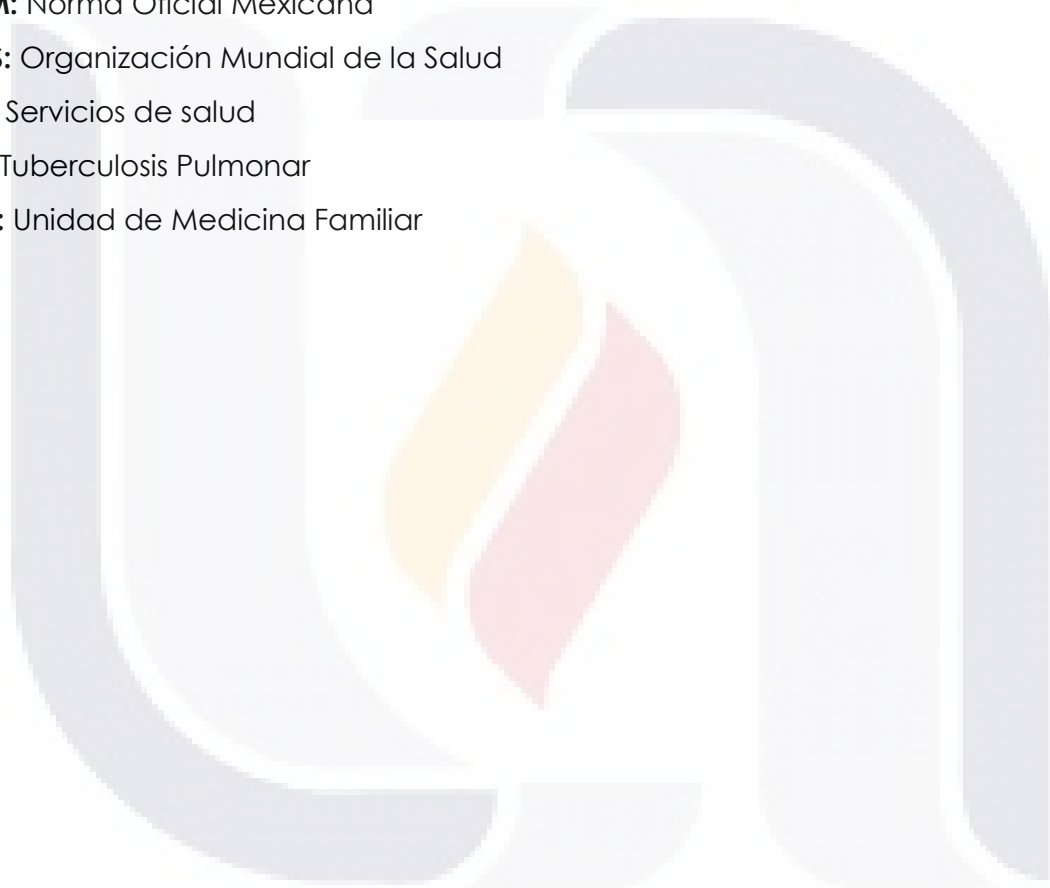 M: Norma Oficial Mexicana
S: Organización Mundial de la Salud
Servicios de salud
Tuberculosis Pulmonar
: Unidad de Medicina Familiar